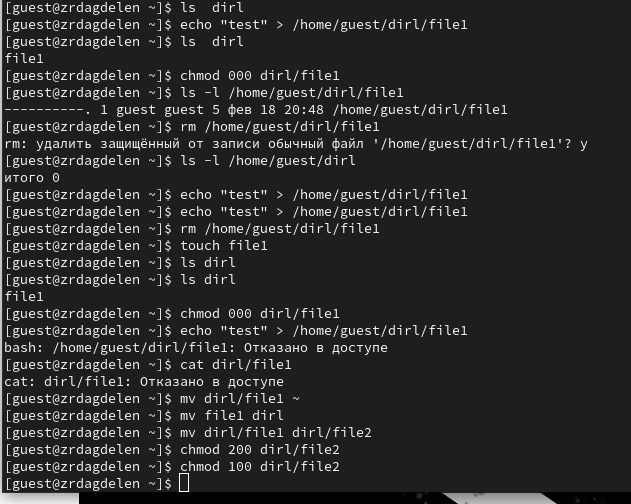 [guest@zrdagdelen ~]$ ls  dirl
[guest@zrdagdelen ~]$ echo "test" > /home/guest/dirl/file1
[guest@zrdagdelen ~]$ ls  dirl
file1
[guest@zrdagdelen ~]$ chmod 000 dirl/file1
[guest@zrdagdelen ~]$ ls -l /home/guest/dirl/file1
----------. 1 guest guest 5 фев 18 20:48 /home/guest/dirl/file1
[guest@zrdagdelen ~]$ rm /home/guest/dirl/file1
rm: удалить защищённый от записи обычный файл '/home/guest/dirl/file1'? y
[guest@zrdagdelen ~]$ ls -l /home/guest/dirl
итого 0
[guest@zrdagdelen ~]$ echo "test" > /home/guest/dirl/file1
[guest@zrdagdelen ~]$ echo "test" > /home/guest/dirl/file1
[guest@zrdagdelen ~]$ rm /home/guest/dirl/file1
[guest@zrdagdelen ~]$ touch file1
[guest@zrdagdelen ~]$ ls dirl
[guest@zrdagdelen ~]$ ls dirl
file1
[guest@zrdagdelen ~]$ chmod 000 dirl/file1
[guest@zrdagdelen ~]$ echo "test" > /home/guest/dirl/file1
bash: /home/guest/dirl/file1: Отказано в доступе
[guest@zrdagdelen ~]$ cat dirl/file1
cat: dirl/file1: Отказано в доступе
[guest@zrdagdelen ~]$ mv dirl/file1 ~
[guest@zrdagdelen ~]$ mv file1 dirl
[guest@zrdagdelen ~]$ mv dirl/file1 dirl/file2
[guest@zrdagdelen ~]$ chmod 200 dirl/file2
[guest@zrdagdelen ~]$ chmod 100 dirl/file2
[guest@zrdagdelen ~]$